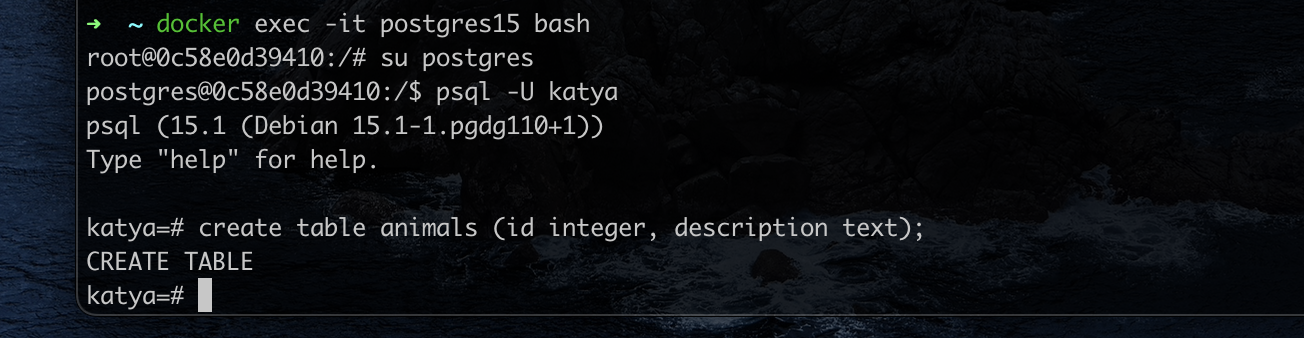 ➜  ~ docker exec -it postgres15 bash
root@0c58e0d39410:/# su postgres
postgres@0c58e0d39410:/$ psql -U katya
psql (15.1 (Debian 15.1-1.pgdg110+1))
Type "help" for help.

katya=# create table animals (id integer, description text);
CREATE TABLE
katya=#